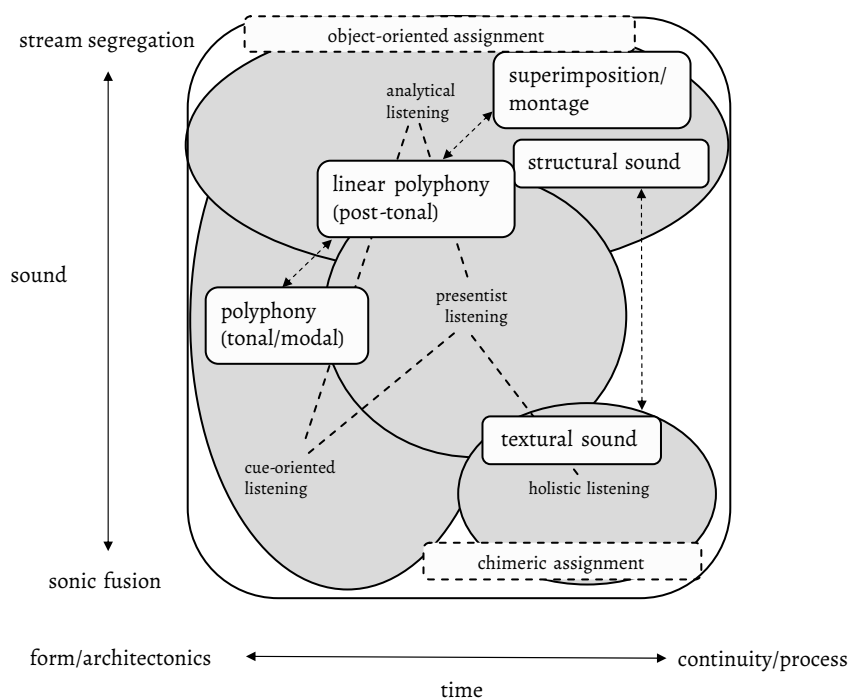 stream segregation
object-oriented assignment
superimposition/
montage
analytical
listening
structural sound
linear polyphony
(post-tonal)
sound
presentist
listening
polyphony
(tonal/modal)
textural sound
cue-oriented
listening
holistic listening
chimeric assignment
sonic fusion
form/architectonics
continuity/process
time